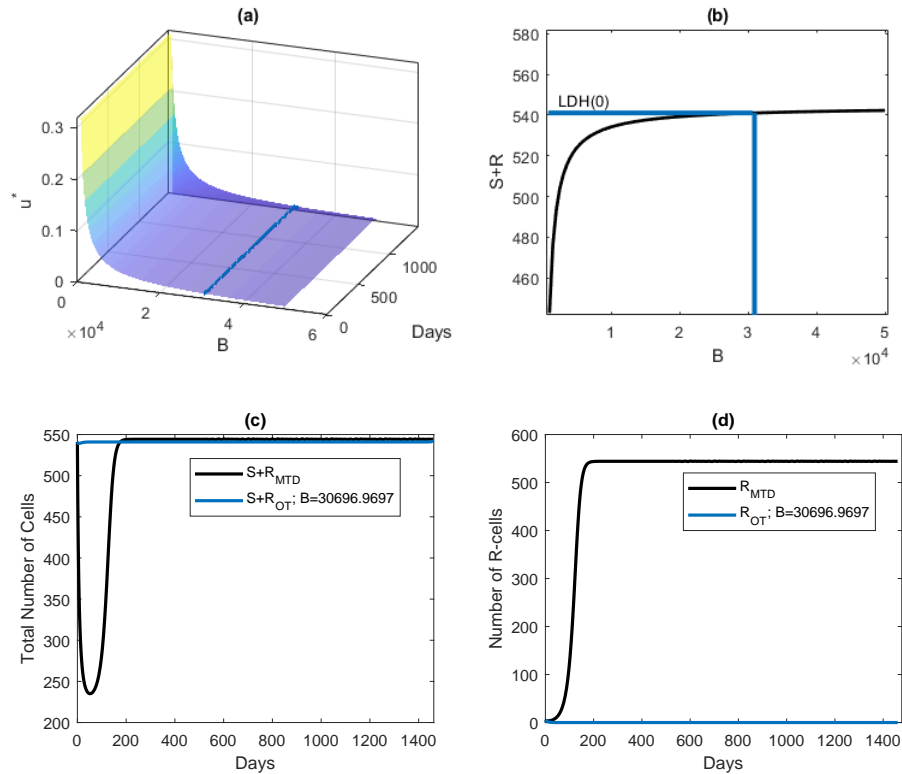 (a)
0.3
0.2
0.1
0
u*
0
2
4
6
×10⁴
B
0
500
1000
Days
(b)
580
560
540
520
500
480
460
S+R
LDH(0)
1
2
3
4
5
×10⁴
B
(c)
550
500
450
400
350
300
250
200
Total Number of Cells
S+R_MTD
S+R_OT; B=30696.9697
0 200 400 600 800 1000 1200 1400
Days
(d)
600
500
400
300
200
100
0
Number of R-cells
R_MTD
R_OT; B=30696.9697
0 200 400 600 800 1000 1200 1400
Days